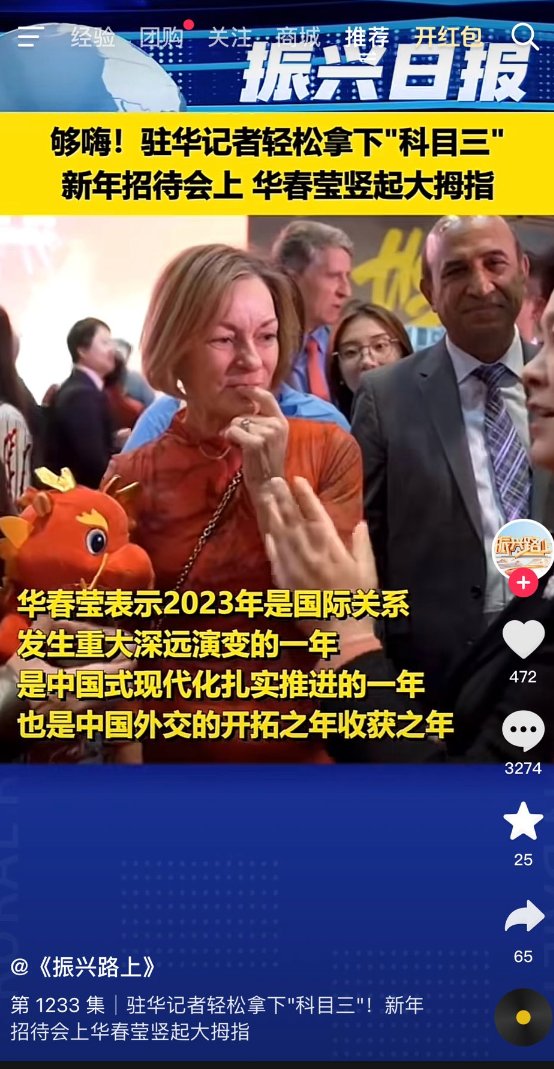 经验 团购 关注 商城 推荐 开红包
振兴日报
够嗨！驻华记者轻松拿下"科目三"
新年招待会上 华春莹竖起大拇指
振兴路上
华春莹表示2023年是国际关系
发生重大深远演变的一年
是中国式现代化扎实推进的一年
也是中国外交的开拓之年收获之年
472
3274
25
65
@《振兴路上》
第 1233 集｜驻华记者轻松拿下"科目三"！新年
招待会上华春莹竖起大拇指